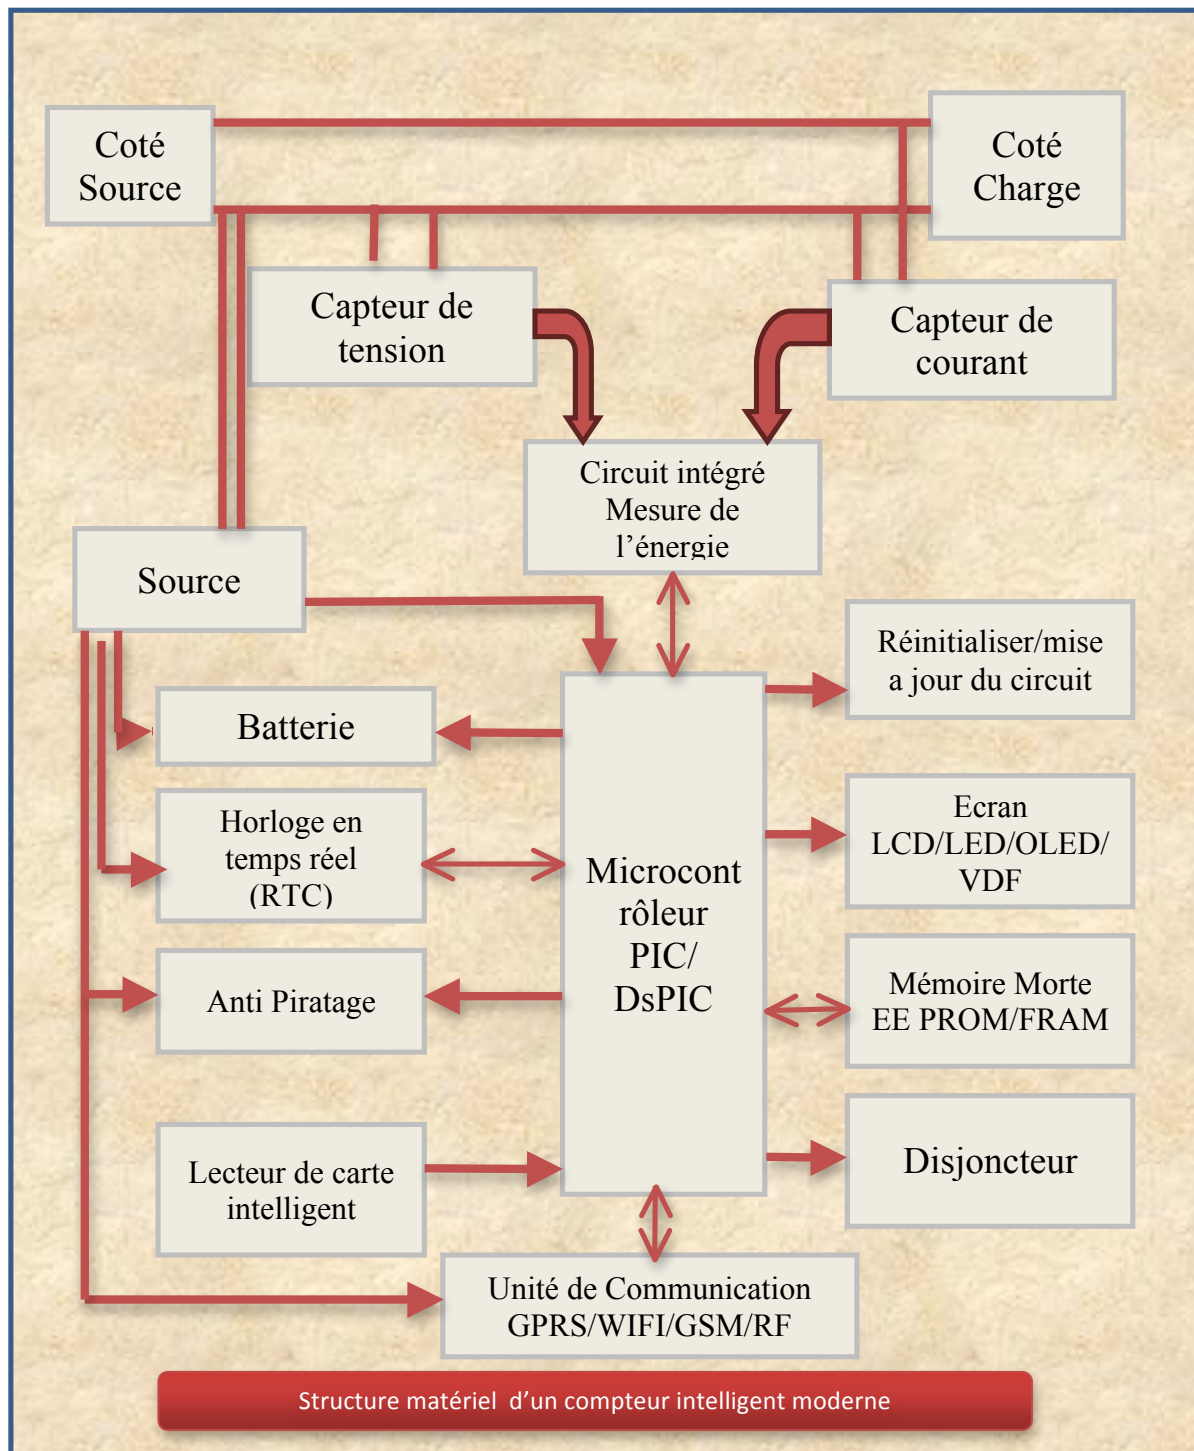 Coté
Source
Coté
Charge
Capteur de
tension
Capteur de
courant
Circuit intégré
Mesure de
l’énergie
Source
Réinitialiser/mise
a jour du circuit
Batterie
Horloge en
temps réel
(RTC)
Microcont
rôleur
PIC/
DsPIC
Ecran
LCD/LED/OLED/
VDF
Anti Piratage
Mémoire Morte
EE PROM/FRAM
Lecteur de carte
intelligent
Disjoncteur
Unité de Communication
GPRS/WIFI/GSM/RF
Structure matériel d’un compteur intelligent moderne